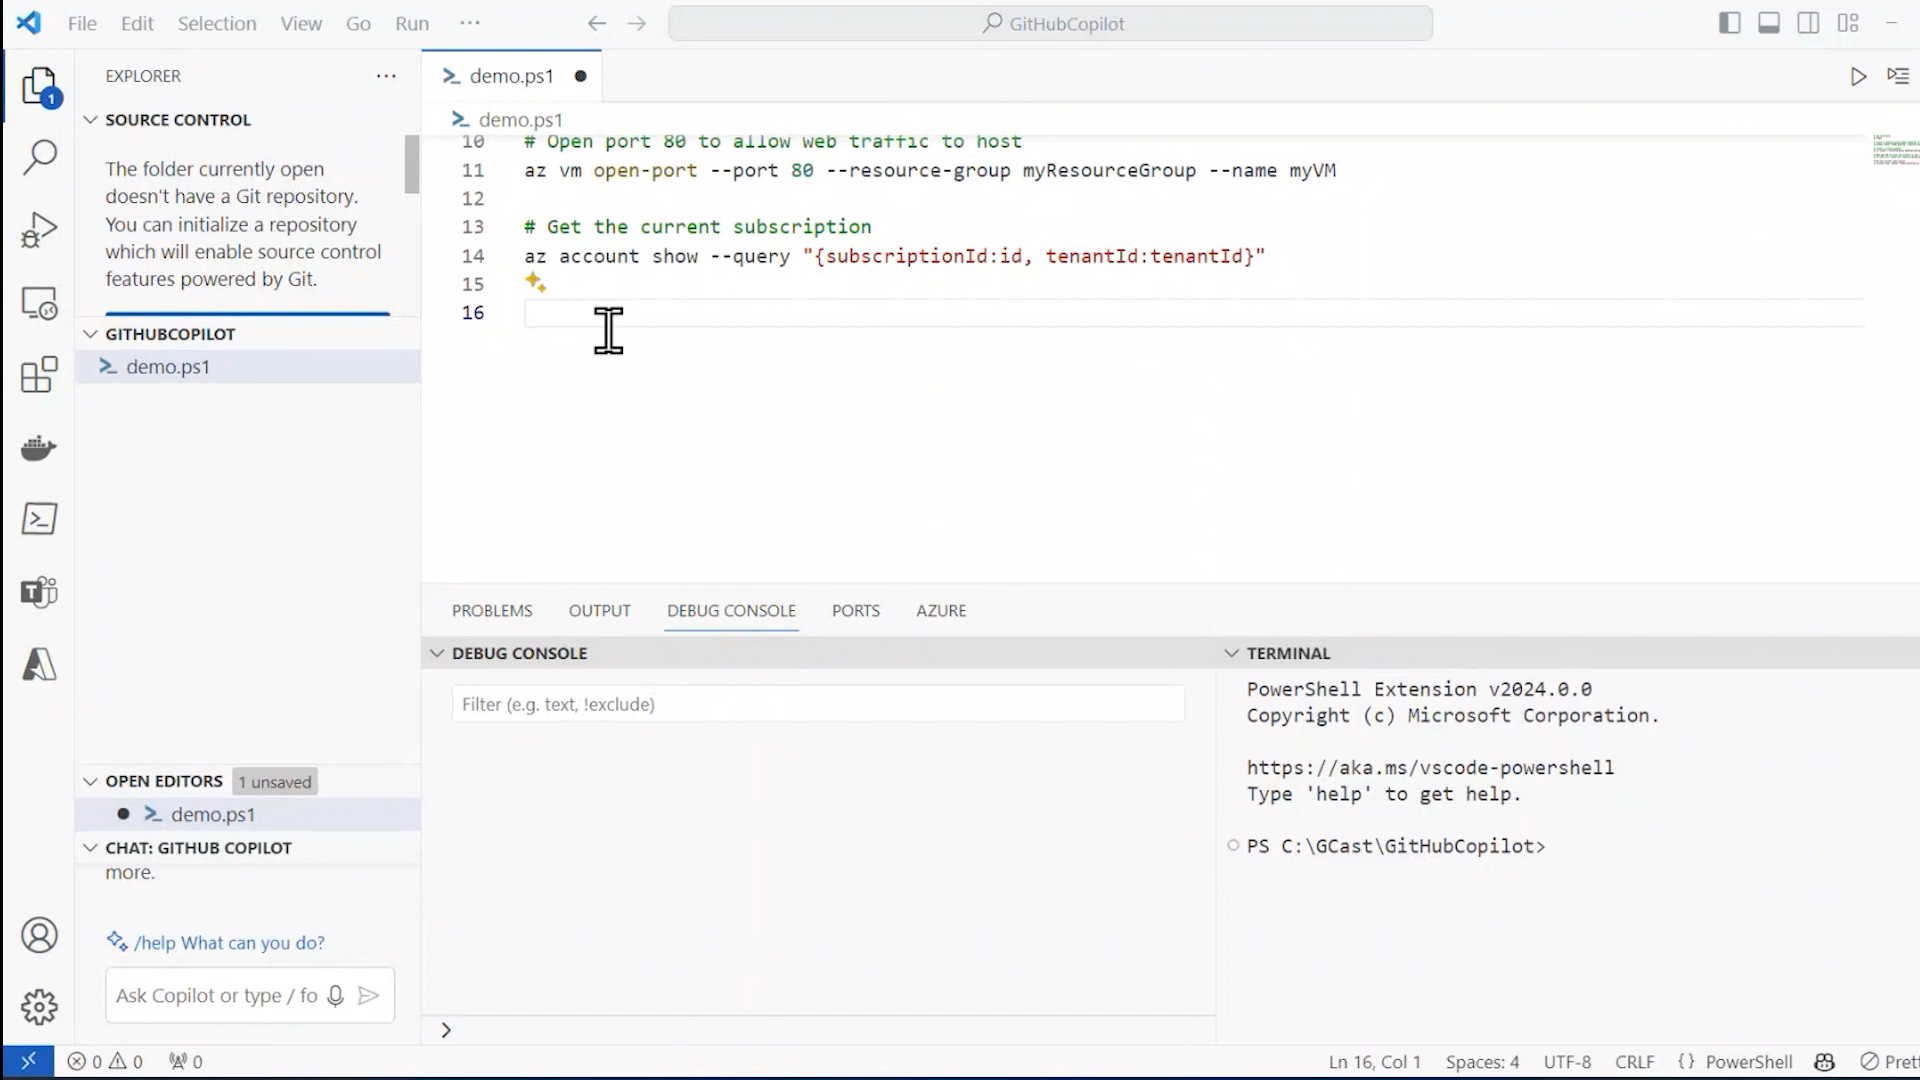 File Edit Selection View Go Run ···
GitHubCopilot
EXPLORER ···
1
SOURCE CONTROL
The folder currently open
doesn't have a Git repository.
You can initialize a repository
which will enable source control
features powered by Git.
GITHUBCOPILOT
demo.ps1
OPEN EDITORS 1 unsaved
demo.ps1
CHAT: GITHUB COPILOT
more.
/help What can you do?
Ask Copilot or type / fo
demo.ps1
demo.ps1
10 # Open port 80 to allow web traffic to host
11 az vm open-port --port 80 --resource-group myResourceGroup --name myVM
12
13 # Get the current subscription
14 az account show --query "{subscriptionId:id, tenantId:tenantId}"
15
16
PROBLEMS OUTPUT DEBUG CONSOLE PORTS AZURE
DEBUG CONSOLE
Filter (e.g. text, !exclude)
TERMINAL
PowerShell Extension v2024.0.0
Copyright (c) Microsoft Corporation.
https://aka.ms/vscode-powershell
Type 'help' to get help.
PS C:\GCast\GitHubCopilot>
0 0 0
Ln 16, Col 1 Spaces: 4 UTF-8 CRLF {} PowerShell Prett